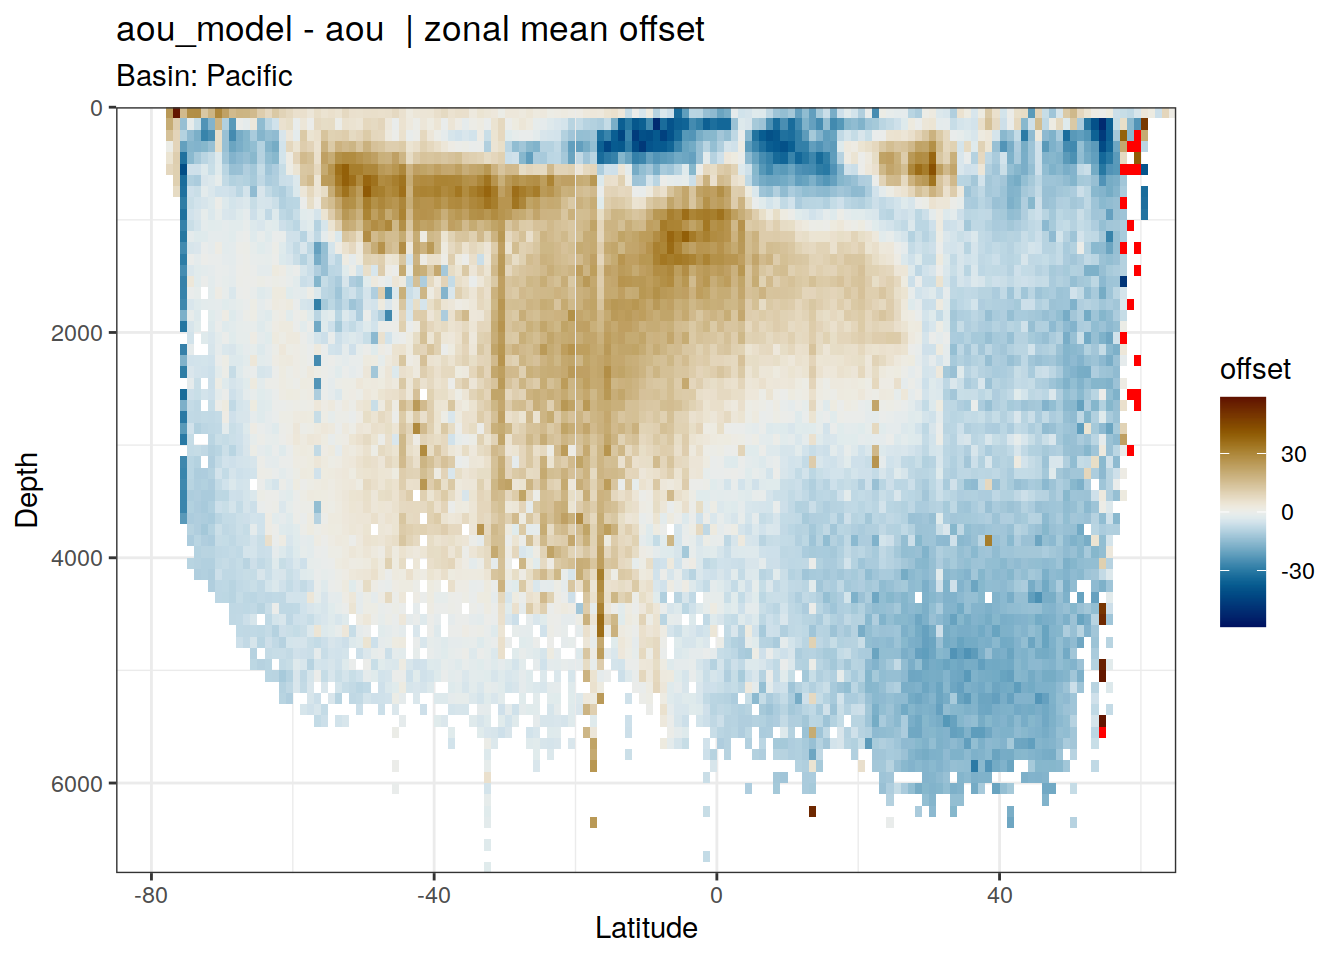 aou_model - aou  | zonal mean offset
Basin: Pacific
0
2000
4000
6000
Depth
-80
-40
0
40
Latitude
offset
30
0
-30